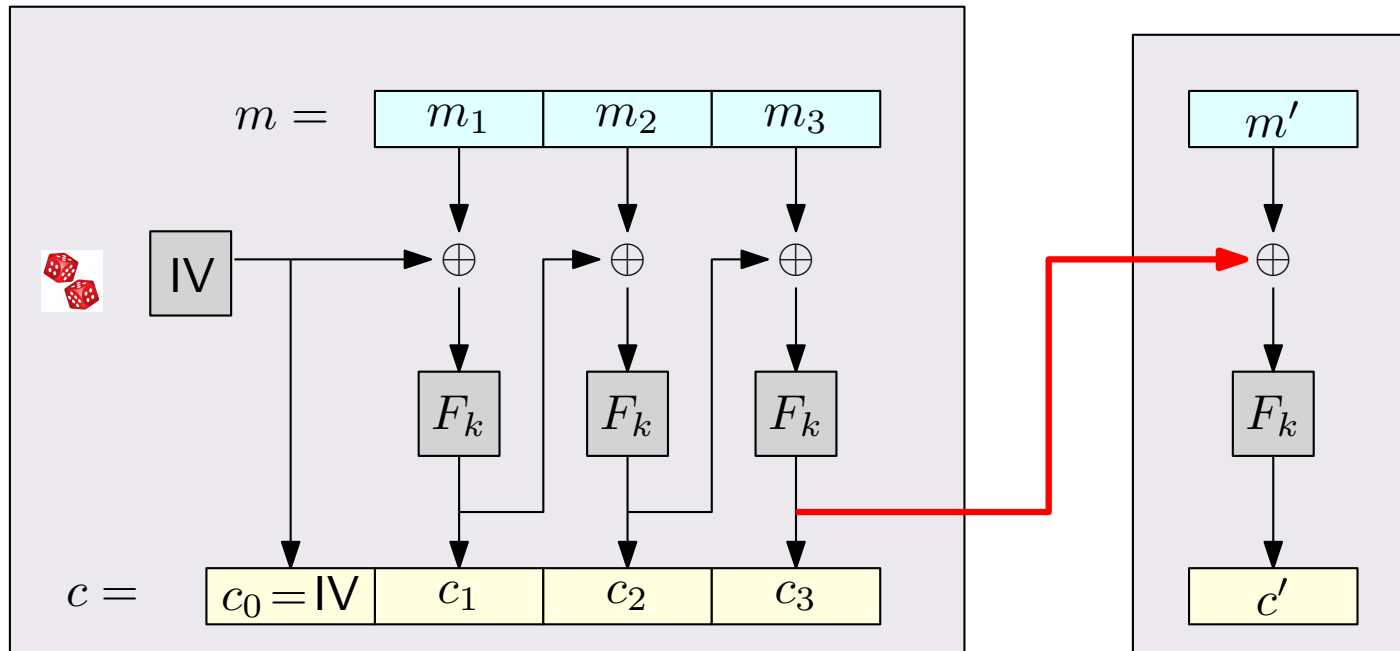 m = m₁ m₂ m₃ m′
IV
F_k F_k F_k F_k
c = c₀ = IV c₁ c₂ c₃ c′